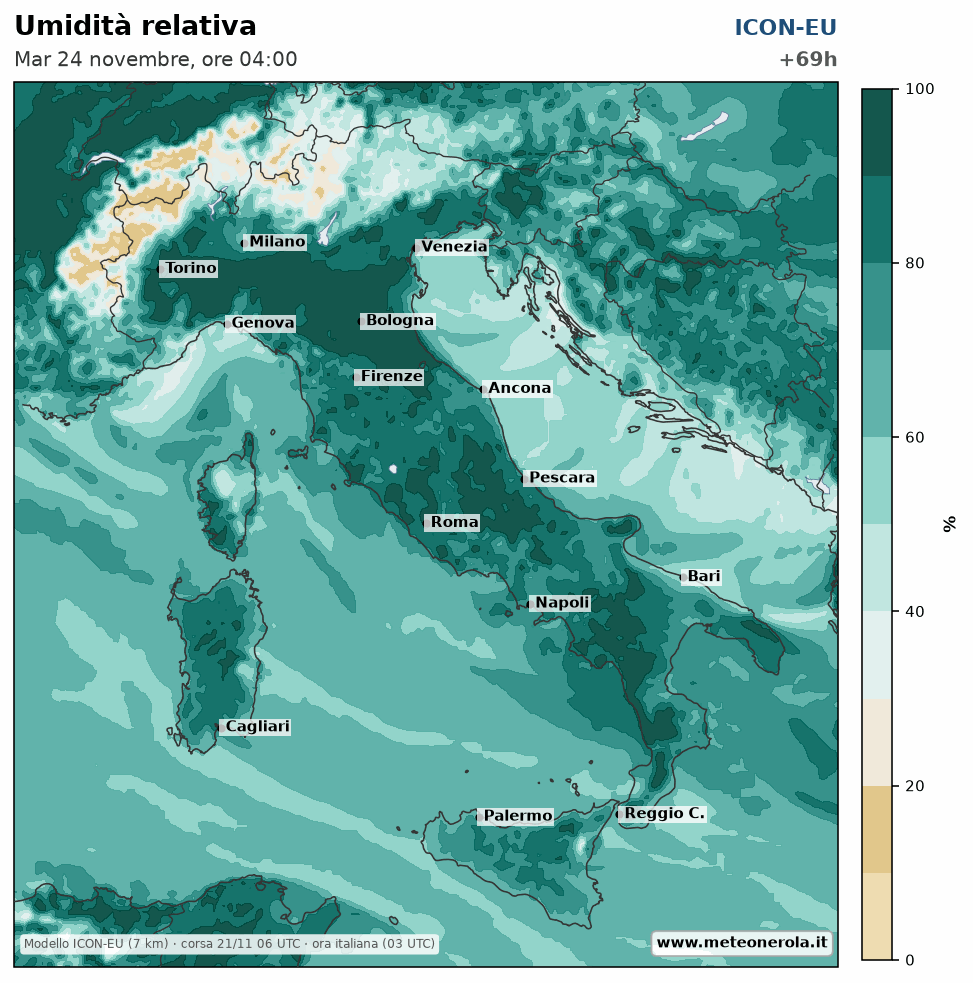 Umidità relativa
ICON-EU
Mar 24 novembre, ore 04:00
+69h
100
80
60
40
20
0
%
Milano
Venezia
Torino
Genova
Bologna
Firenze
Ancona
Pescara
Roma
Bari
Napoli
Cagliari
Palermo
Reggio C.
Modello ICON-EU (7 km) · corsa 21/11 06 UTC · ora italiana (03 UTC)
www.meteonerola.it